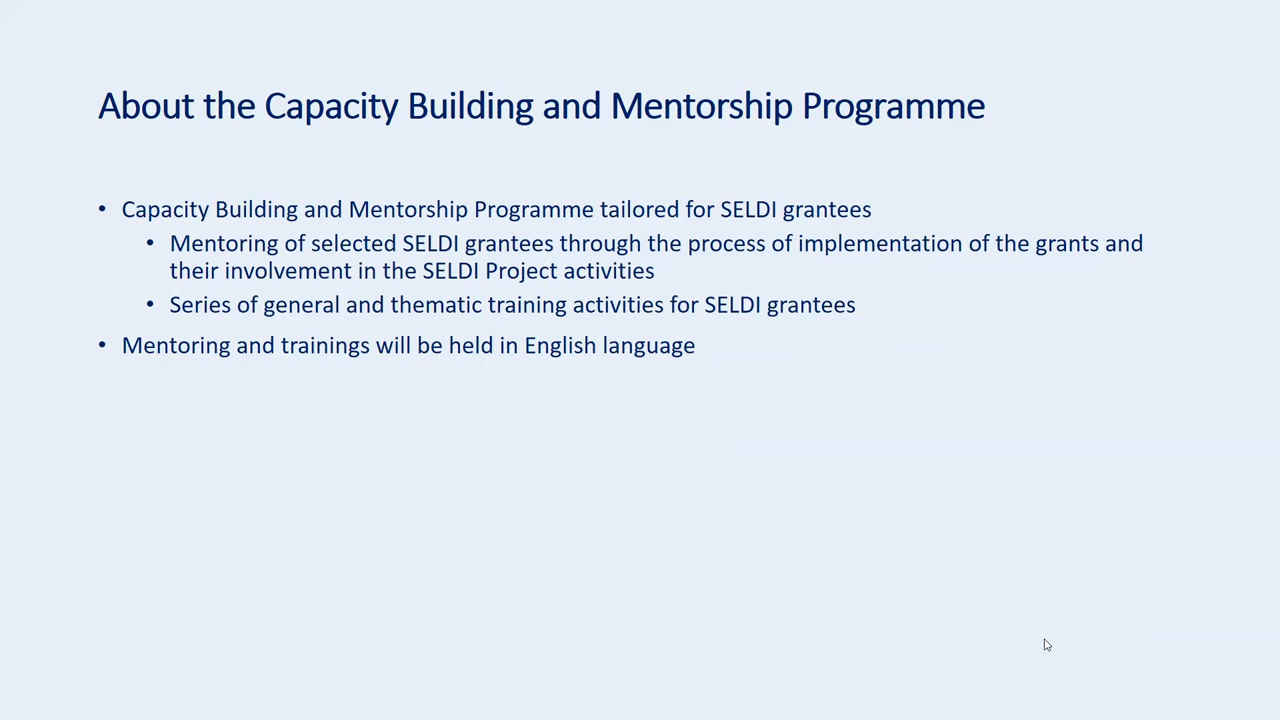 About the Capacity Building and Mentorship Programme
• Capacity Building and Mentorship Programme tailored for SELDI grantees
• Mentoring of selected SELDI grantees through the process of implementation of the grants and
their involvement in the SELDI Project activities
• Series of general and thematic training activities for SELDI grantees
• Mentoring and trainings will be held in English language